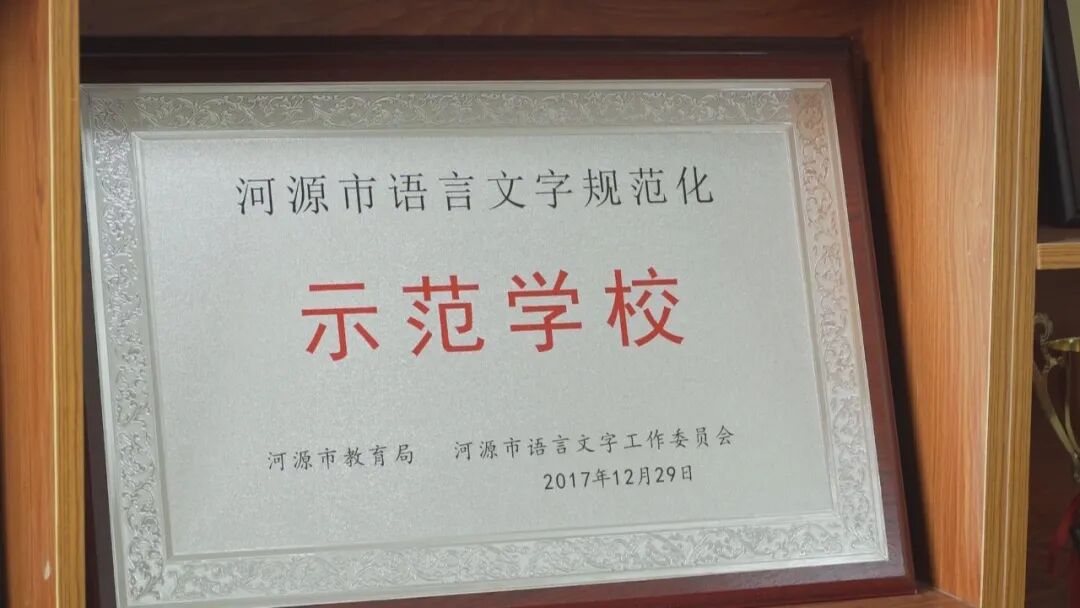 河源市语言文字规范化
示范学校
河源市教育局 河源市语言文字工作委员会
2017年12月29日